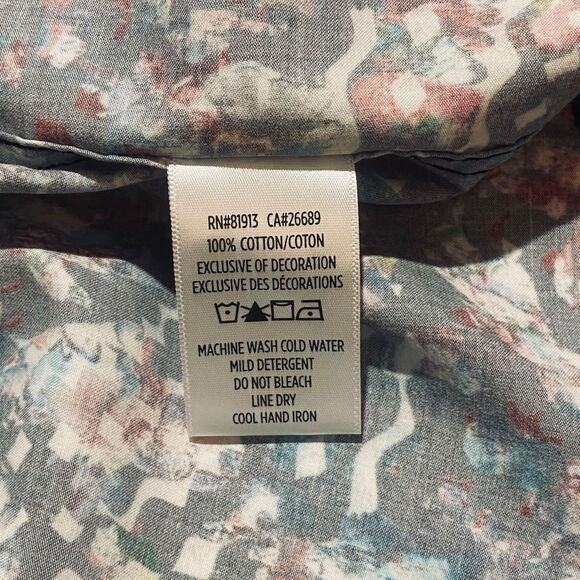 RN#81913 CA#26689
100% COTTON/COTON
EXCLUSIVE OF DECORATION
EXCLUSIVE DES DÉCORATIONS
MACHINE WASH COLD WATER
MILD DETERGENT
DO NOT BLEACH
LINE DRY
COOL HAND IRON